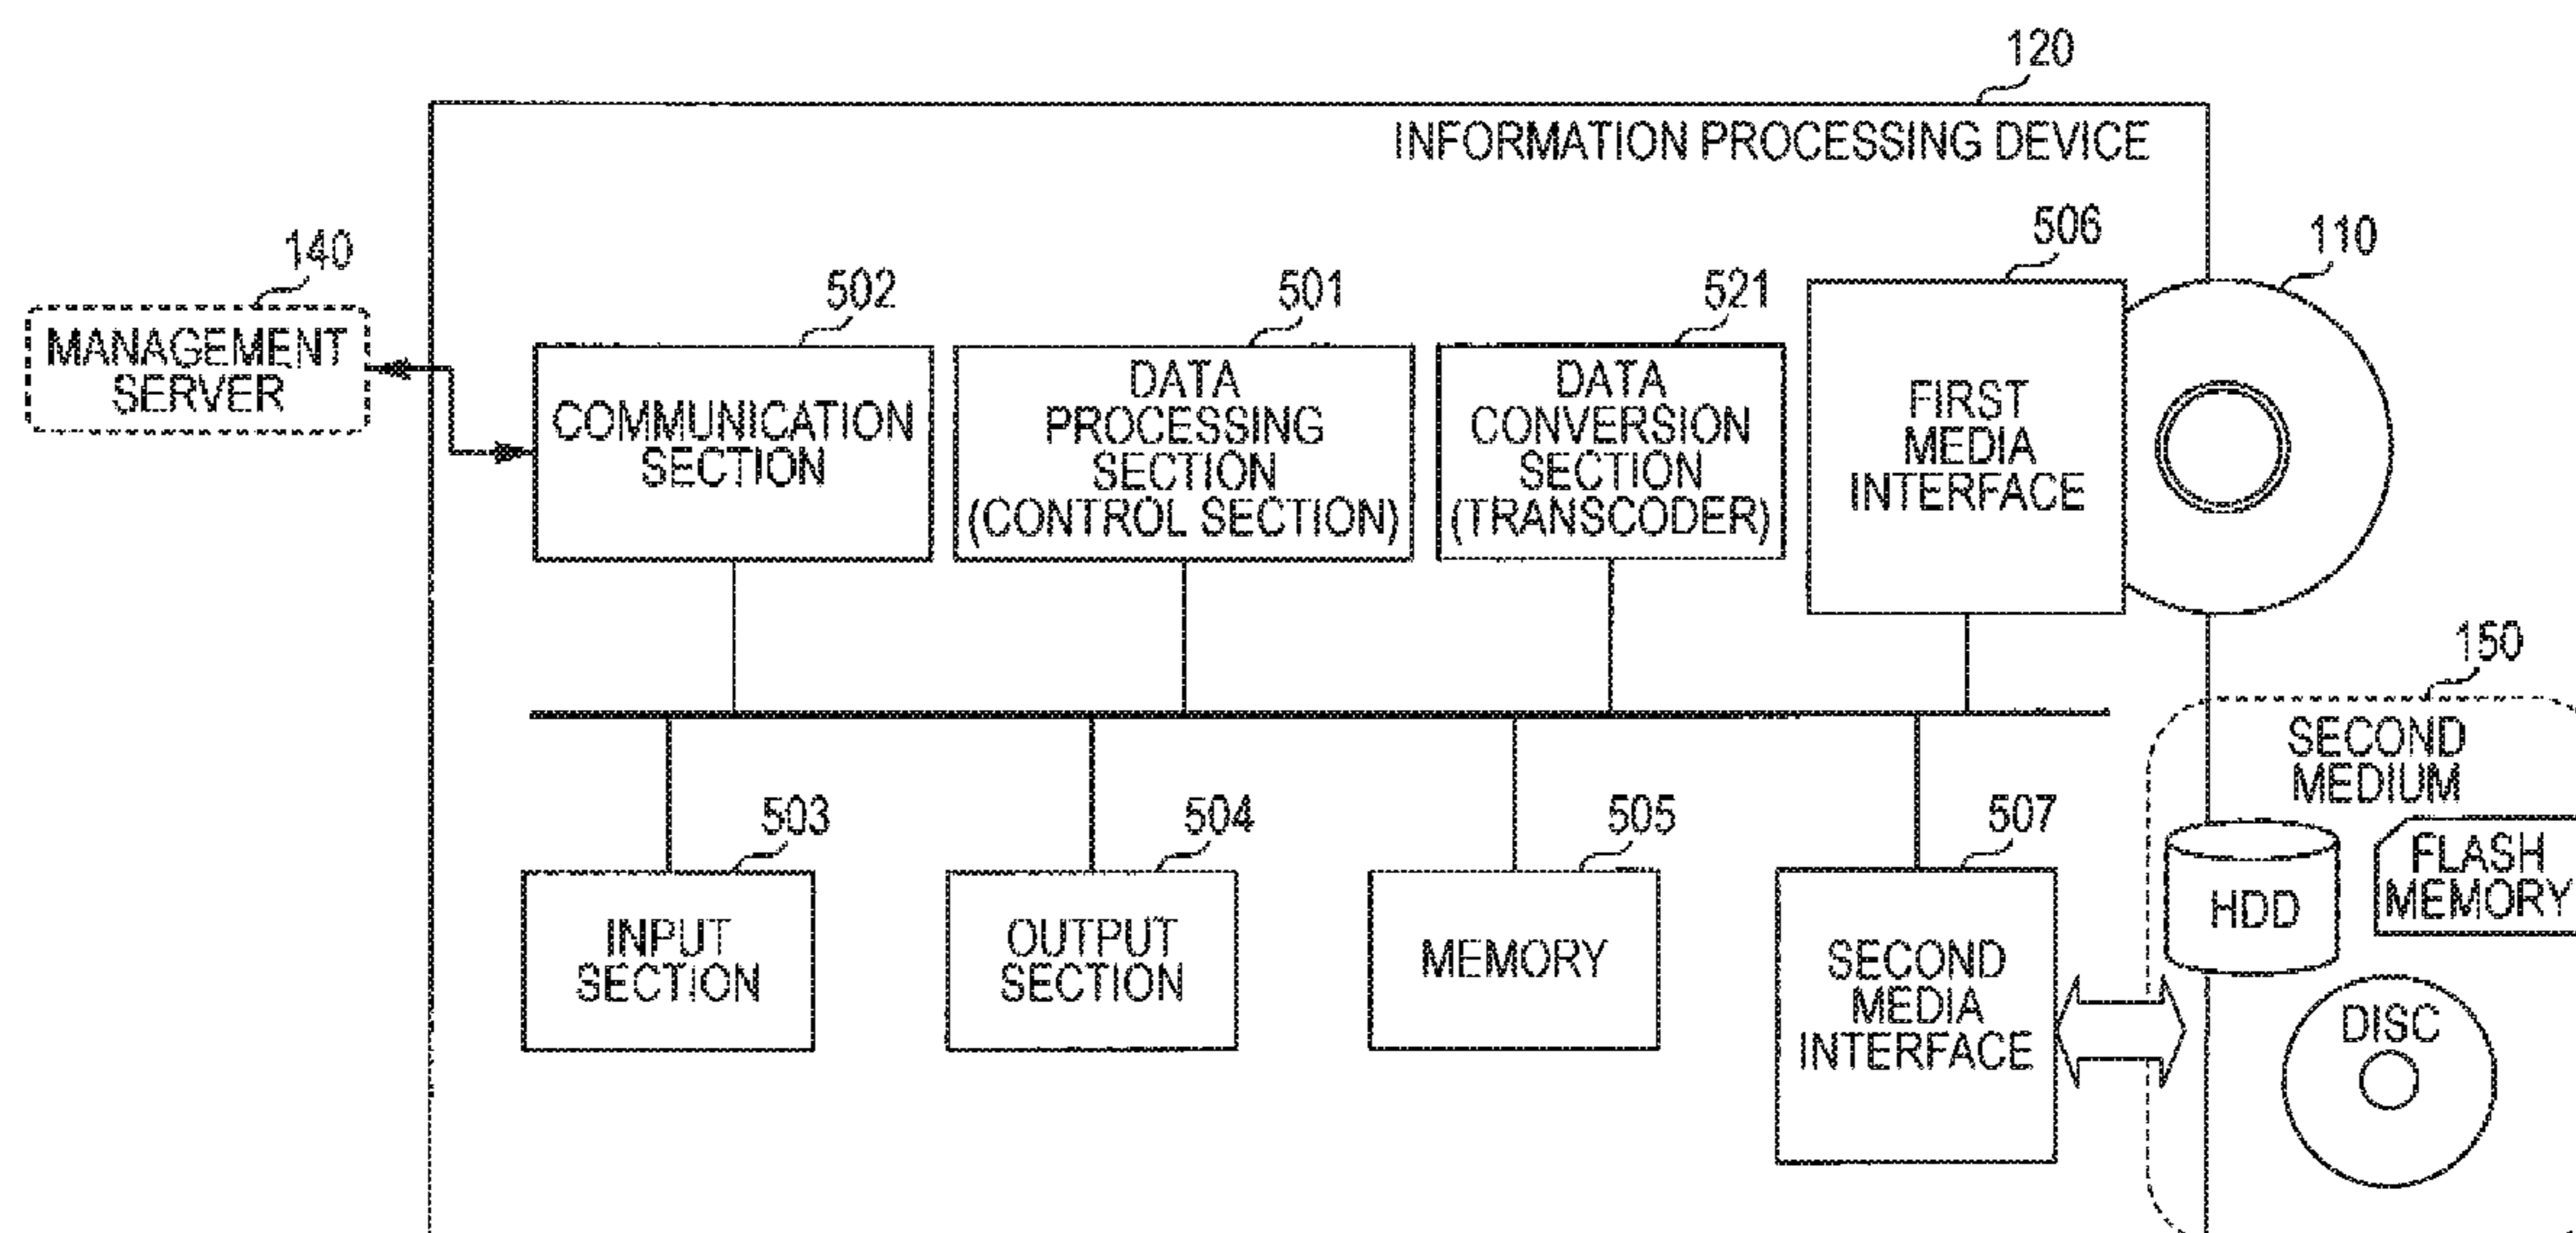 120
INFORMATION PROCESSING DEVICE
140
MANAGEMENT
SERVER
502
COMMUNICATION
SECTION
501
DATA
PROCESSING
SECTION
(CONTROL SECTION)
521
DATA
CONVERSION
SECTION
(TRANSCODER)
506
FIRST
MEDIA
INTERFACE
110
150
SECOND
MEDIUM
HDD
FLASH
MEMORY
DISC
503
INPUT
SECTION
504
OUTPUT
SECTION
505
MEMORY
507
SECOND
MEDIA
INTERFACE